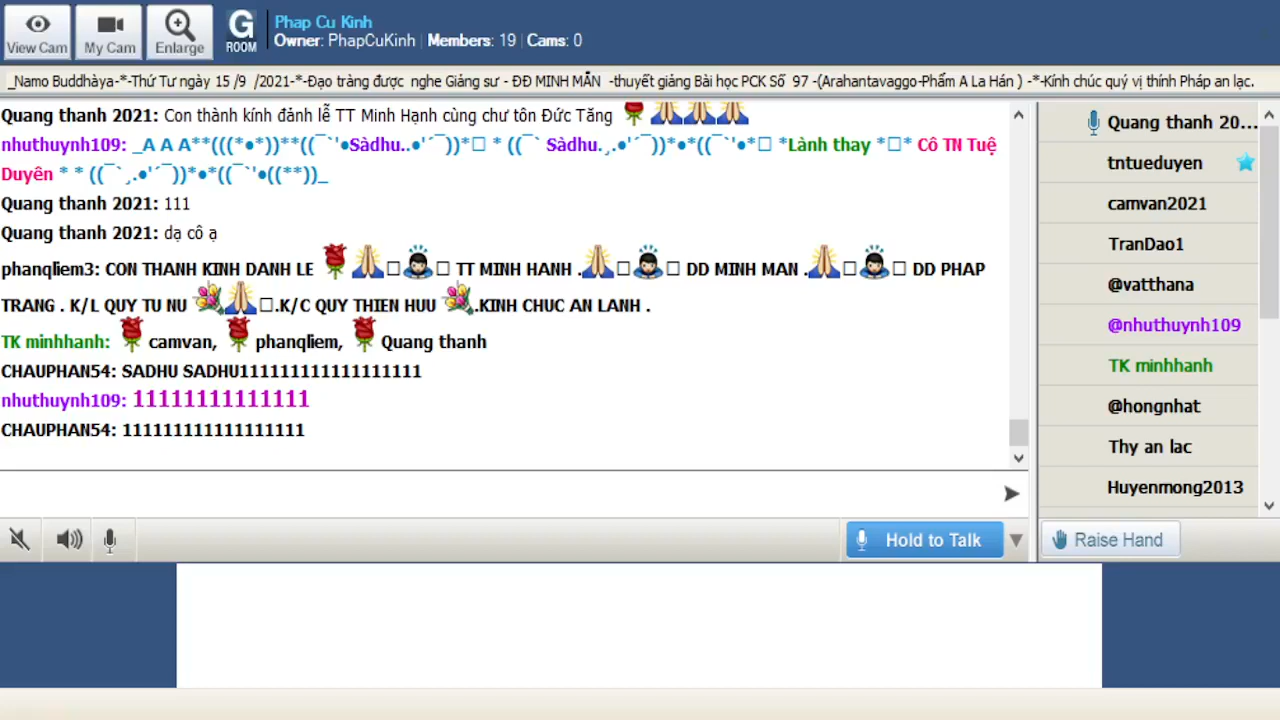 View Cam
My Cam
Enlarge
G
ROOM
Phap Cu Kinh
Owner: PhapCuKinh | Members: 19 | Cams: 0
_Namo Buddhàya-*-Thứ Tư ngày 15 /9 /2021-*-Đạo tràng được nghe Giảng sư - ĐĐ MINH MẪN -thuyết giảng Bài học PCK Số 97 -(Arahantavaggo-Phẩm A La Hán ) -*-Kính chúc quý vị thính Pháp an lạc.
Quang thanh 2021: Con thành kính đảnh lễ TT Minh Hạnh cùng chư tôn Đức Tăng 🌹🙏🙏🙏
nhuthuynh109: _A A A**(((*●*))**((¯`'●Sàdhu..●'´¯))*□ * ((¯` Sàdhu.¸.●'´¯))*●*((¯`'●*□ *Lành thay *□* Cô TN Tuệ
Duyên * * ((¯`¸.●'´¯))*●*((¯`'●((**))_
Quang thanh 2021: 111
Quang thanh 2021: dạ cô ạ
phanqliem3: CON THANH KINH DANH LE 🌹🙏□🙇□ TT MINH HANH .🙏□🙇□ DD MINH MAN .🙏□🙇□ DD PHAP
TRANG . K/L QUY TU NU 💐🙏□.K/C QUY THIEN HUU 💐.KINH CHUC AN LANH .
TK minhhanh: 🌹camvan, 🌹phanqliem, 🌹Quang thanh
CHAUPHAN54: SADHU SADHU111111111111111111
nhuthuynh109: 11111111111111
CHAUPHAN54: 111111111111111111
Quang thanh 20...
tntueduyen
camvan2021
TranDao1
@vatthana
@nhuthuynh109
TK minhhanh
@hongnhat
Thy an lac
Huyenmong2013
Hold to Talk
Raise Hand